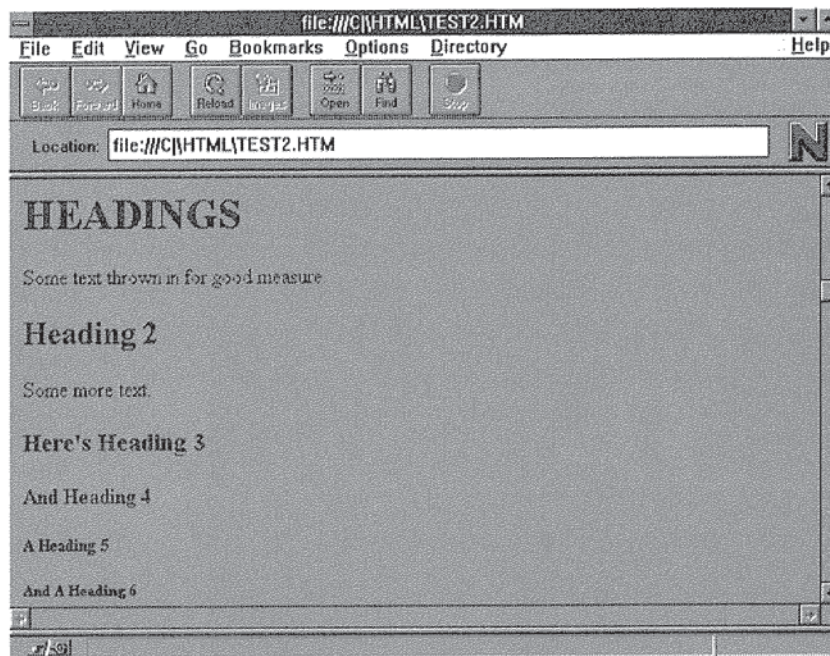 file:///C|\HTML\TEST2.HTM
File Edit View Go Bookmarks Options Directory Help
Back Forward Home Reload Images Open Find Stop
Location: file:///C|\HTML\TEST2.HTM
N
HEADINGS
Some text thrown in for good measure
Heading 2
Some more text.
Here's Heading 3
And Heading 4
A Heading 5
And A Heading 6